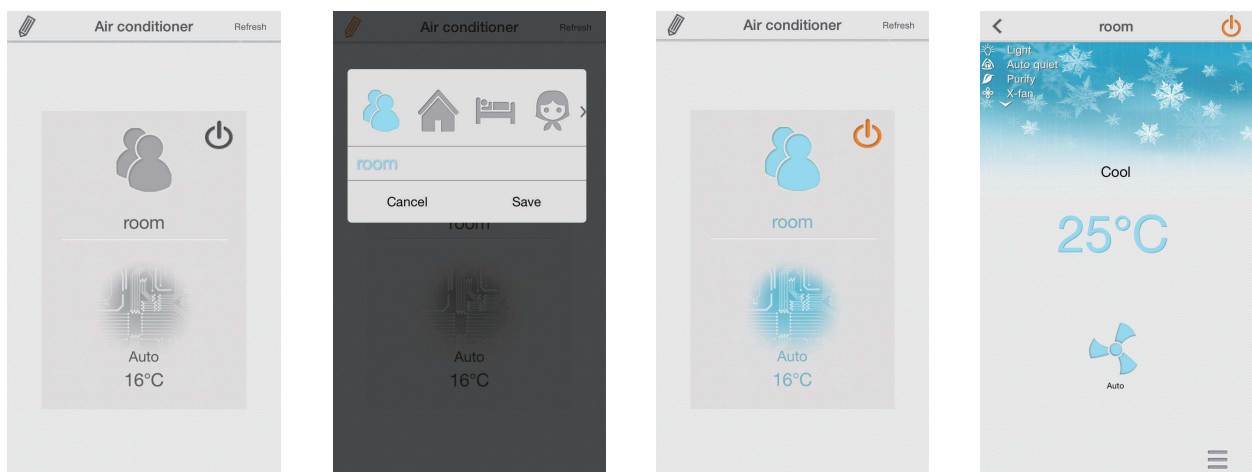 Air conditioner
Refresh
room
Auto
16°C
Air conditioner
Refresh
room
Cancel
Save
room
Auto
16°C
Air conditioner
Refresh
room
Auto
16°C
room
Light
Auto quiet
Purify
X-fan
Cool
25°C
Auto